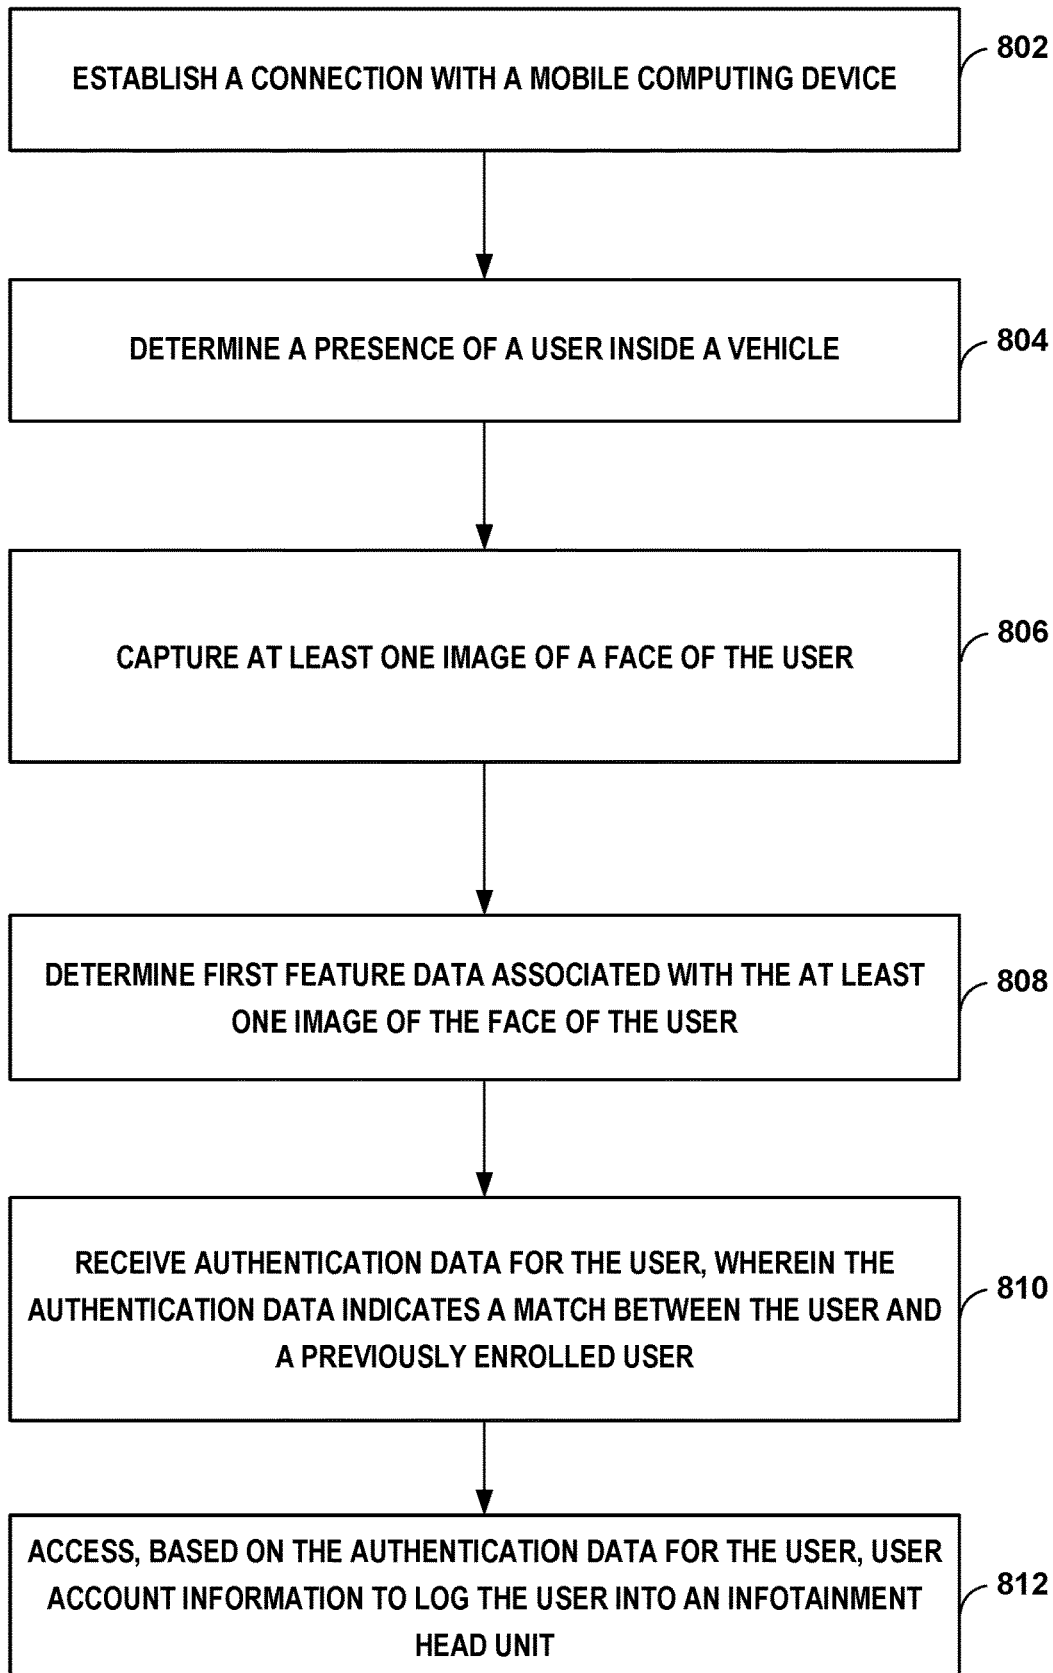 ESTABLISH A CONNECTION WITH A MOBILE COMPUTING DEVICE
802
DETERMINE A PRESENCE OF A USER INSIDE A VEHICLE
804
CAPTURE AT LEAST ONE IMAGE OF A FACE OF THE USER
806
DETERMINE FIRST FEATURE DATA ASSOCIATED WITH THE AT LEAST
ONE IMAGE OF THE FACE OF THE USER
808
RECEIVE AUTHENTICATION DATA FOR THE USER, WHEREIN THE
AUTHENTICATION DATA INDICATES A MATCH BETWEEN THE USER AND
A PREVIOUSLY ENROLLED USER
810
ACCESS, BASED ON THE AUTHENTICATION DATA FOR THE USER, USER
ACCOUNT INFORMATION TO LOG THE USER INTO AN INFOTAINMENT
HEAD UNIT
812